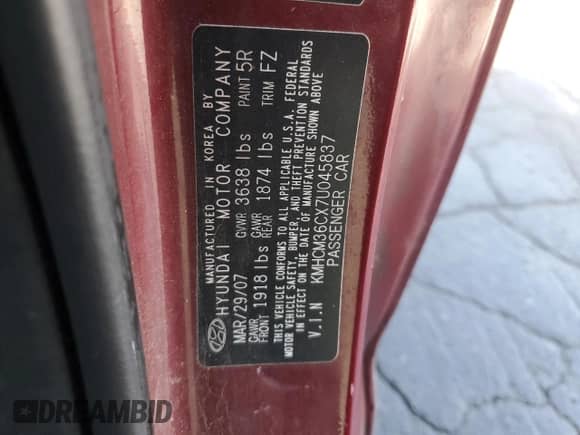 MANUFACTURED IN KOREA BY
HYUNDAI MOTOR COMPANY
MAR/29/07 GVWR 3638 lbs PAINT 5R
GAWR FRONT 1918 lbs GAWR REAR 1874 lbs TRIM FZ
THIS VEHICLE CONFORMS TO ALL APPLICABLE U.S.A. FEDERAL
MOTOR VEHICLE SAFETY, BUMPER, AND THEFT PREVENTION STANDARDS
IN EFFECT ON THE DATE OF MANUFACTURE SHOWN ABOVE
V.I.N KMHCM36CX7U045837
PASSENGER CAR
DREAMBID